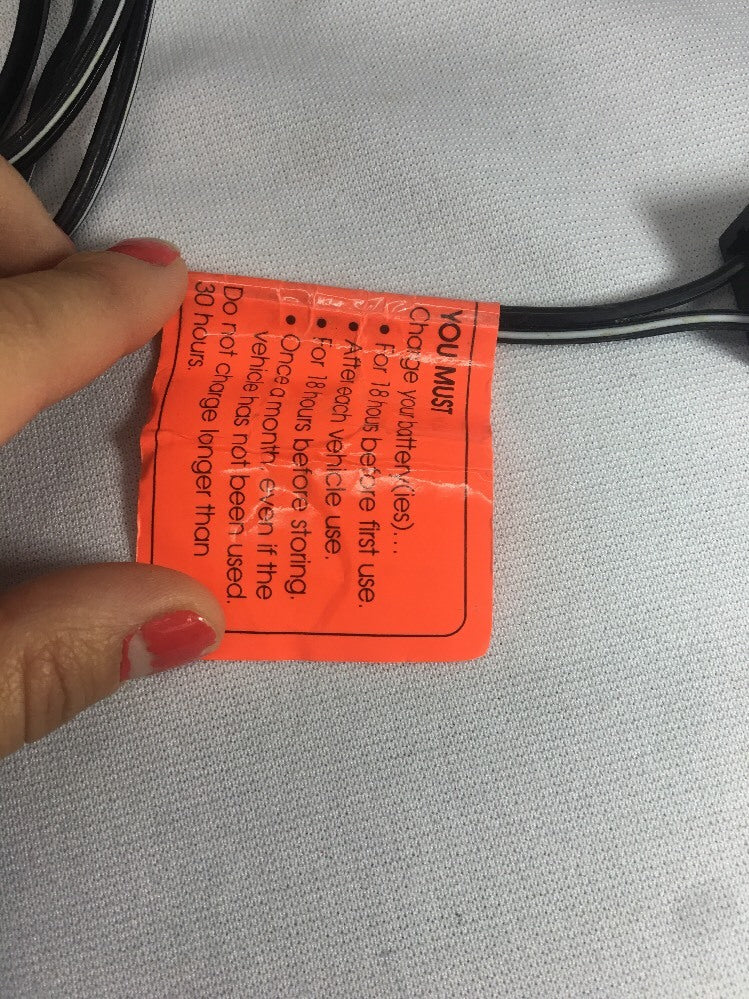 YOU MUST
Charge your battery(ies)...
• For 18 hours before first use.
• After each vehicle use.
• For 18 hours before storing.
• Once a month even if the
vehicle has not been used.
Do not charge longer than
30 hours.